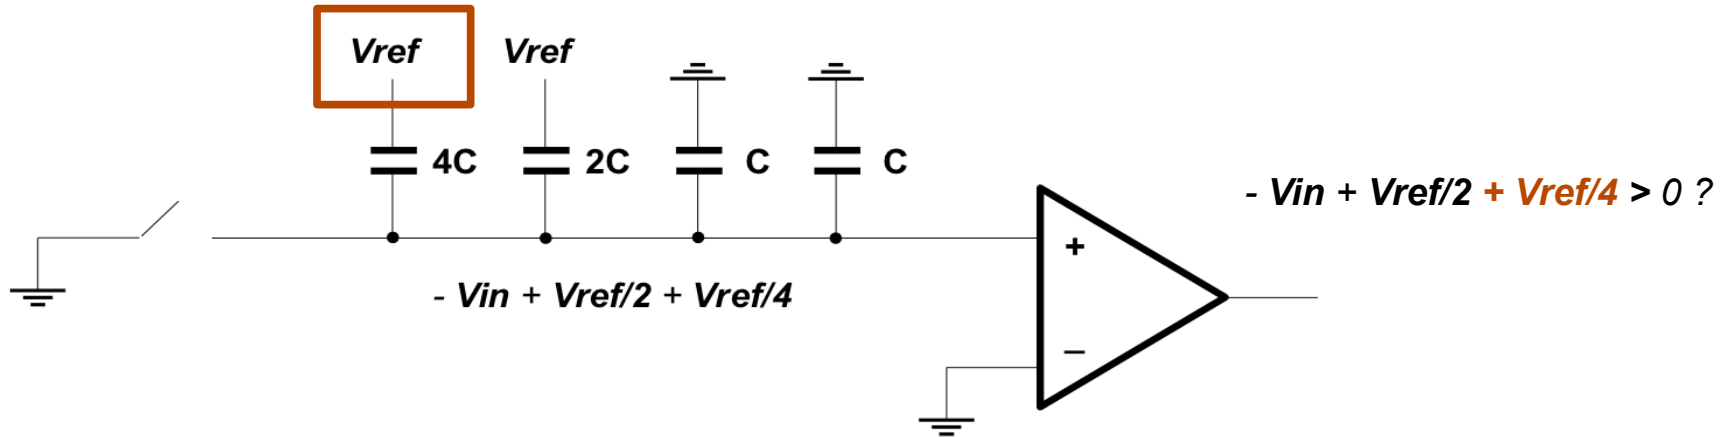 Vref
Vref
4C
2C
C
C
- Vin + Vref/2 + Vref/4 > 0 ?
+
- Vin + Vref/2 + Vref/4
–